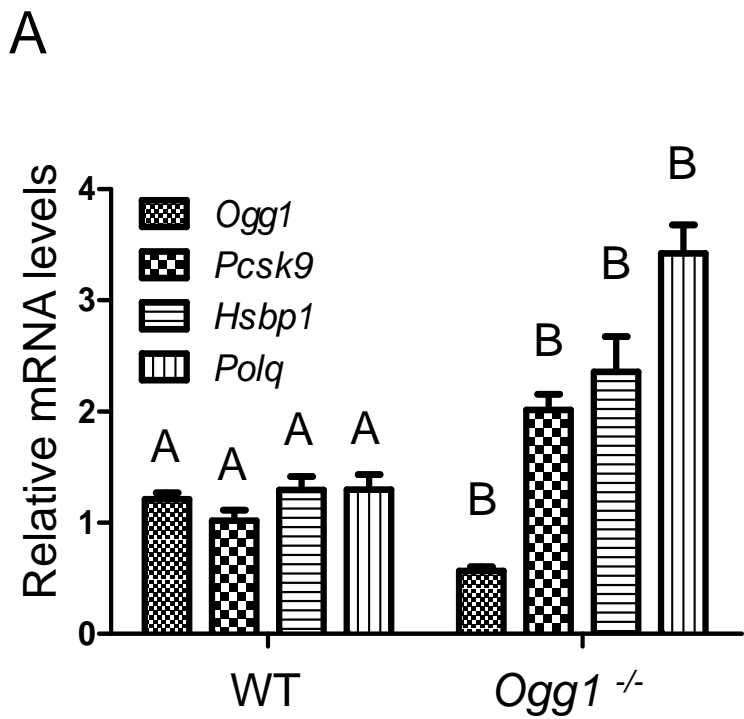 A
Relative mRNA levels
4
3
2
1
0
Ogg1
Pcsk9
Hsbp1
Polq
A
A
A
A
B
B
B
B
WT
Ogg1 -/-